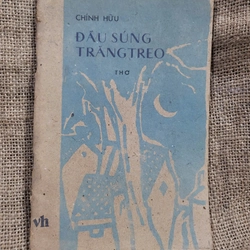 CHÍNH HỮU
ĐẦU SÚNG
TRĂNG TREO
THƠ
vh